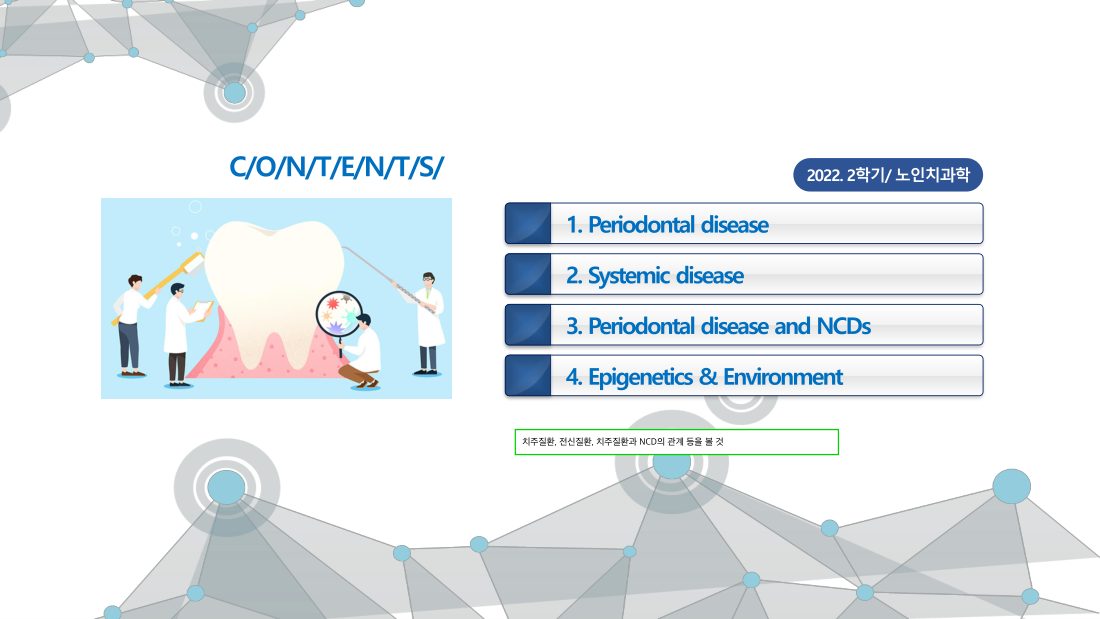 C/O/N/T/E/N/T/S/
2022. 2학기/ 노인치과학
1. Periodontal disease
2. Systemic disease
3. Periodontal disease and NCDs
4. Epigenetics & Environment
치주질환, 전신질환, 치주질환과 NCD의 관계 등을 볼 것